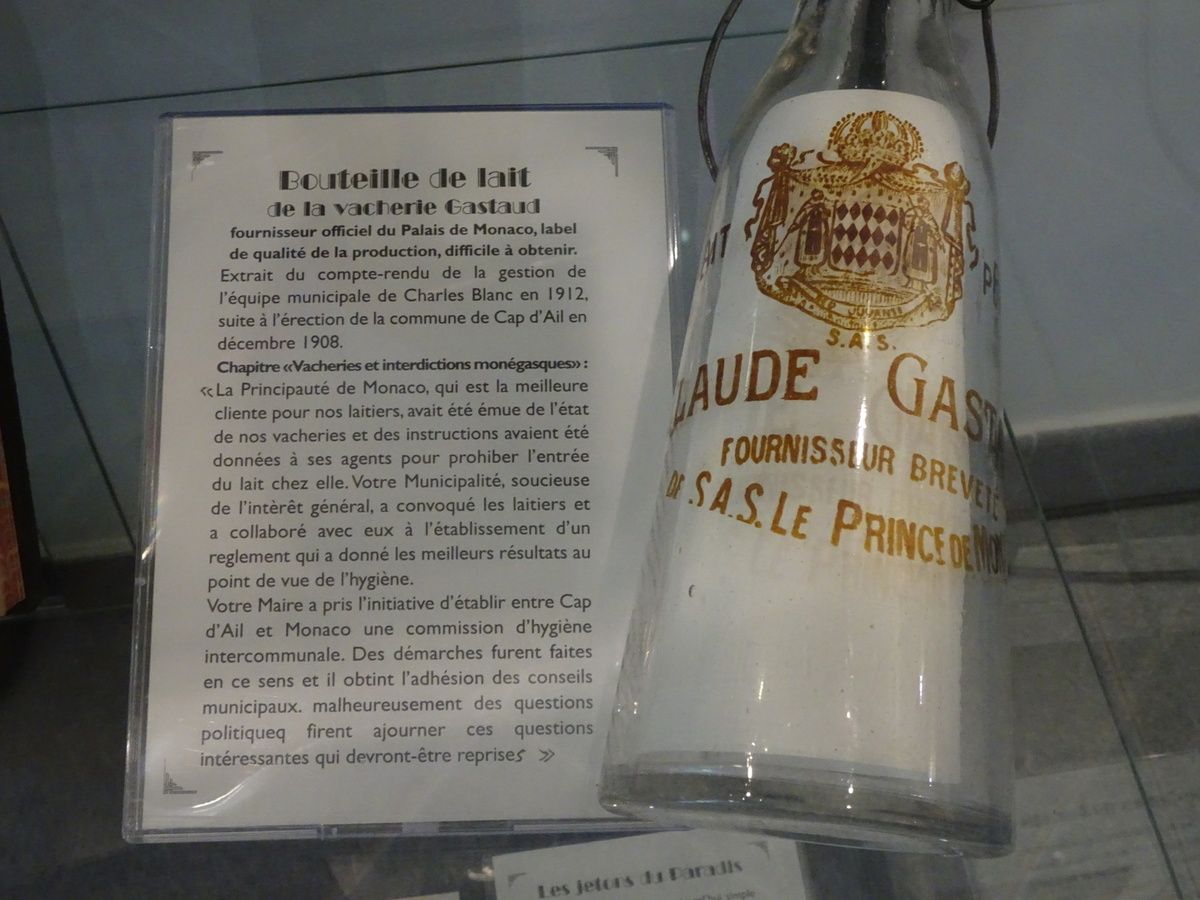 Bouteille de lait
de la vacherie Gastaud
fournisseur officiel du Palais de Monaco, label
de qualité de la production, difficile à obtenir.
Extrait du compte-rendu de la gestion de
l'équipe municipale de Charles Blanc en 1912,
suite à l'érection de la commune de Cap d'Ail en
décembre 1908.
Chapitre «Vacheries et interdictions monégasques» :
«La Principauté de Monaco, qui est la meilleure
cliente pour nos laitiers, avait été émue de l'état
de nos vacheries et des instructions avaient été
données à ses agents pour prohiber l'entrée
du lait chez elle. Votre Municipalité, soucieuse
de l'intèrêt général, a convoqué les laitiers et
a collaboré avec eux à l'établissement d'un
reglement qui a donné les meilleurs résultats au
point de vue de l'hygiène.
Votre Maire a pris l'initiative d'établir entre Cap
d'Ail et Monaco une commission d'hygiène
intercommunale. Des démarches furent faites
en ce sens et il obtint l'adhésion des conseils
municipaux. malheureusement des questions
politiqueq firent ajourner ces questions
intéressantes qui devront-être reprises »
JUVANTE
S.A.S.
LAUDE GAST
FOURNISSEUR BREVETÉ
DE S.A.S. LE PRINCE DE MON
Les jetons du Paradis